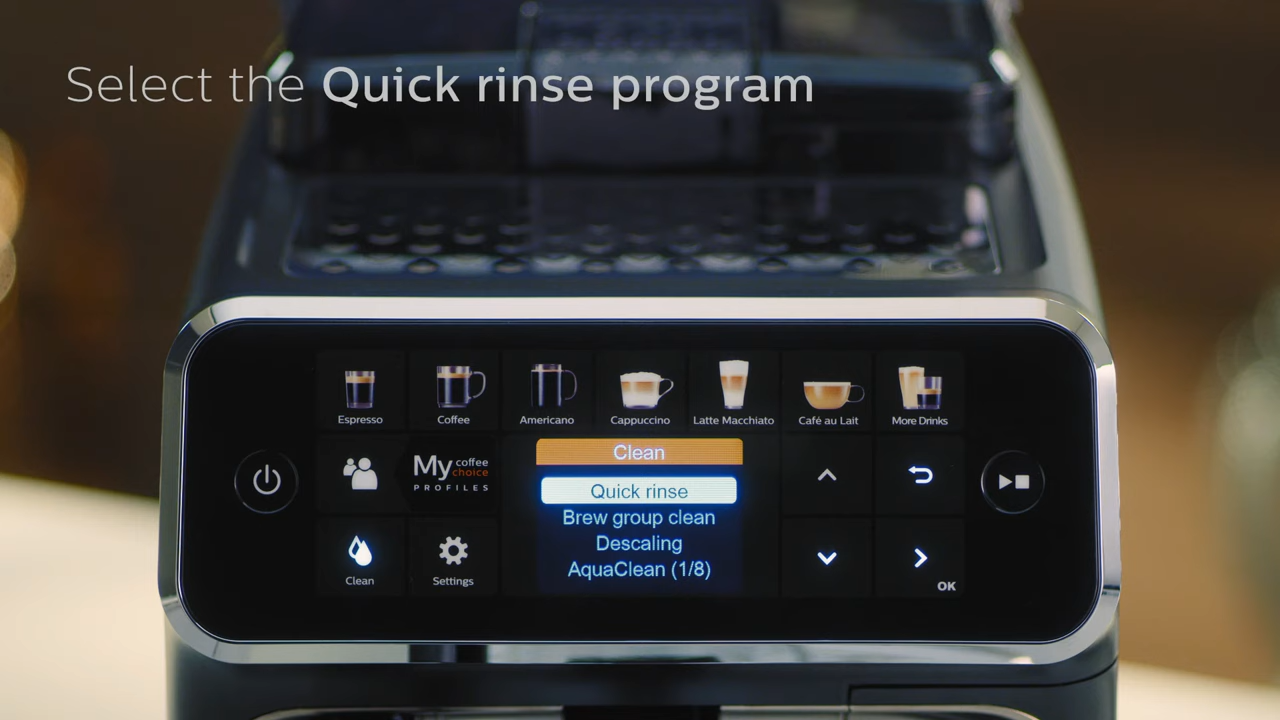 Select the Quick rinse program
Espresso
Coffee
Americano
Cappuccino
Latte Macchiato
Café au Lait
More Drinks
My coffee choice
PROFILES
Clean
Quick rinse
Brew group clean
Descaling
AquaClean (1/8)
Clean
Settings
OK